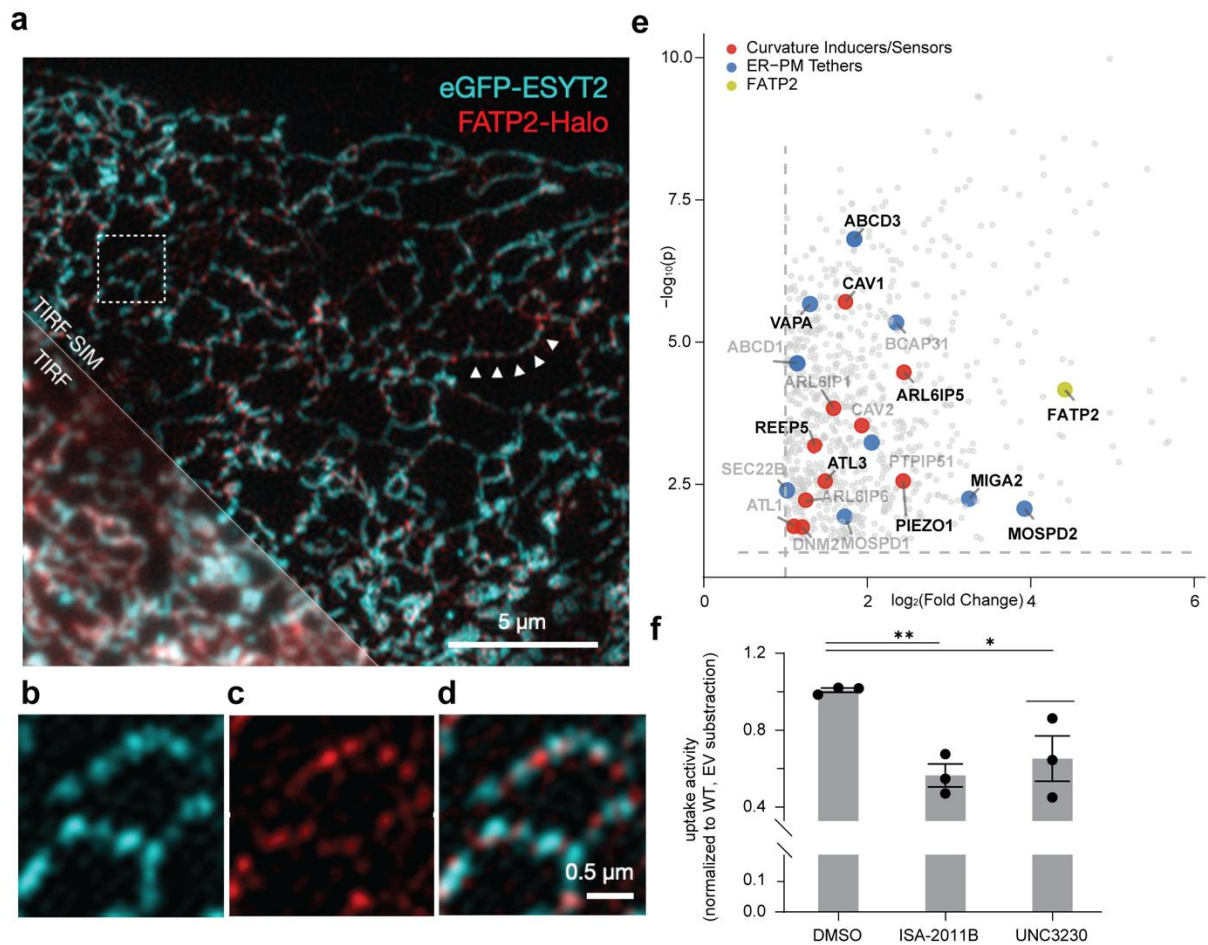 a
eGFP-ESYT2
FATP2-Halo
TIRF-SIM
TIRF
5 µm
b
c
d
0.5 µm
e
Curvature Inducers/Sensors
ER-PM Tethers
FATP2
10.0
7.5
5.0
2.5
−log10(p)
ABCD3
CAV1
VAPA
BCAP31
ABCD1
ARL6IP1
ARL6IP5
CAV2
FATP2
REEP5
ATL3
PTPIP51
SEC22B
ARL6IP6
MIGA2
ATL1
PIEZO1
MOSPD2
DNM2
MOSPD1
0
2
log2(Fold Change)
4
6
f
**
*
1.2
0.8
0.4
0.1
0.0
uptake activity
(normalized to WT, EV substraction)
DMSO
ISA-2011B
UNC3230